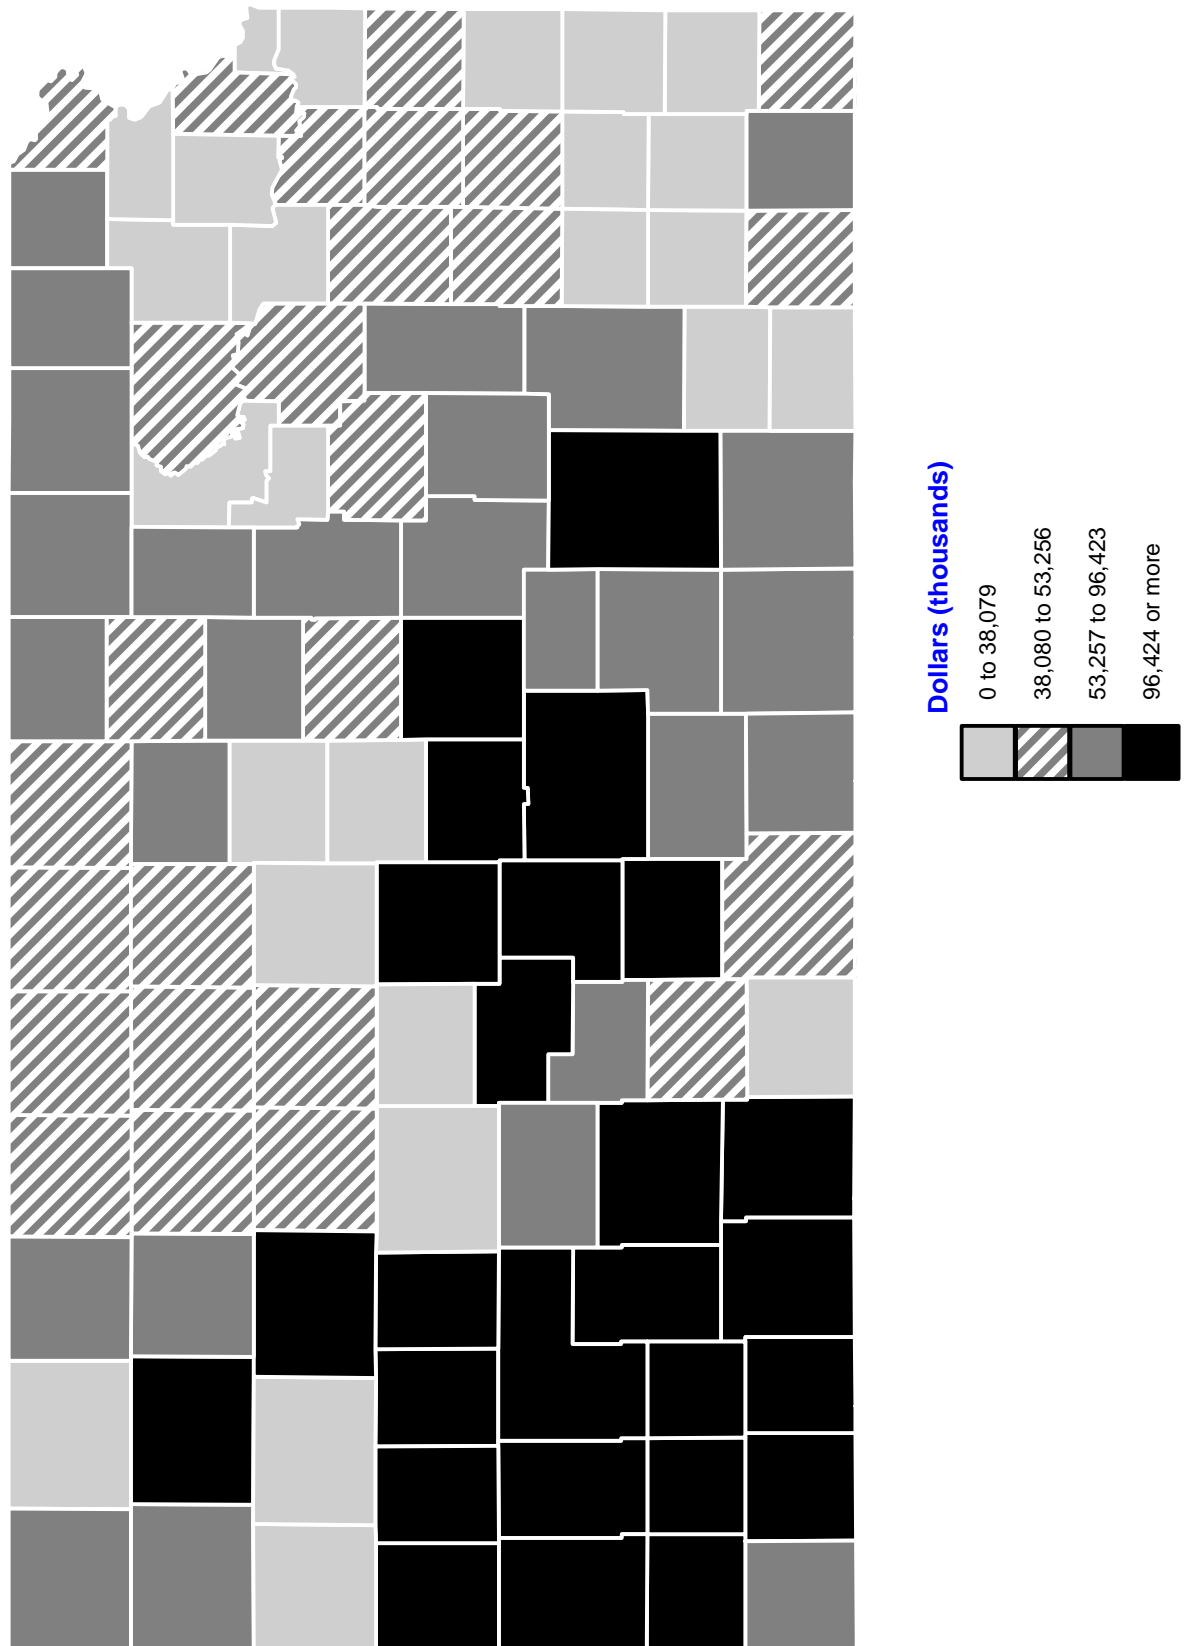 Dollars (thousands)
0 to 38,079
38,080 to 53,256
53,257 to 96,423
96,424 or more